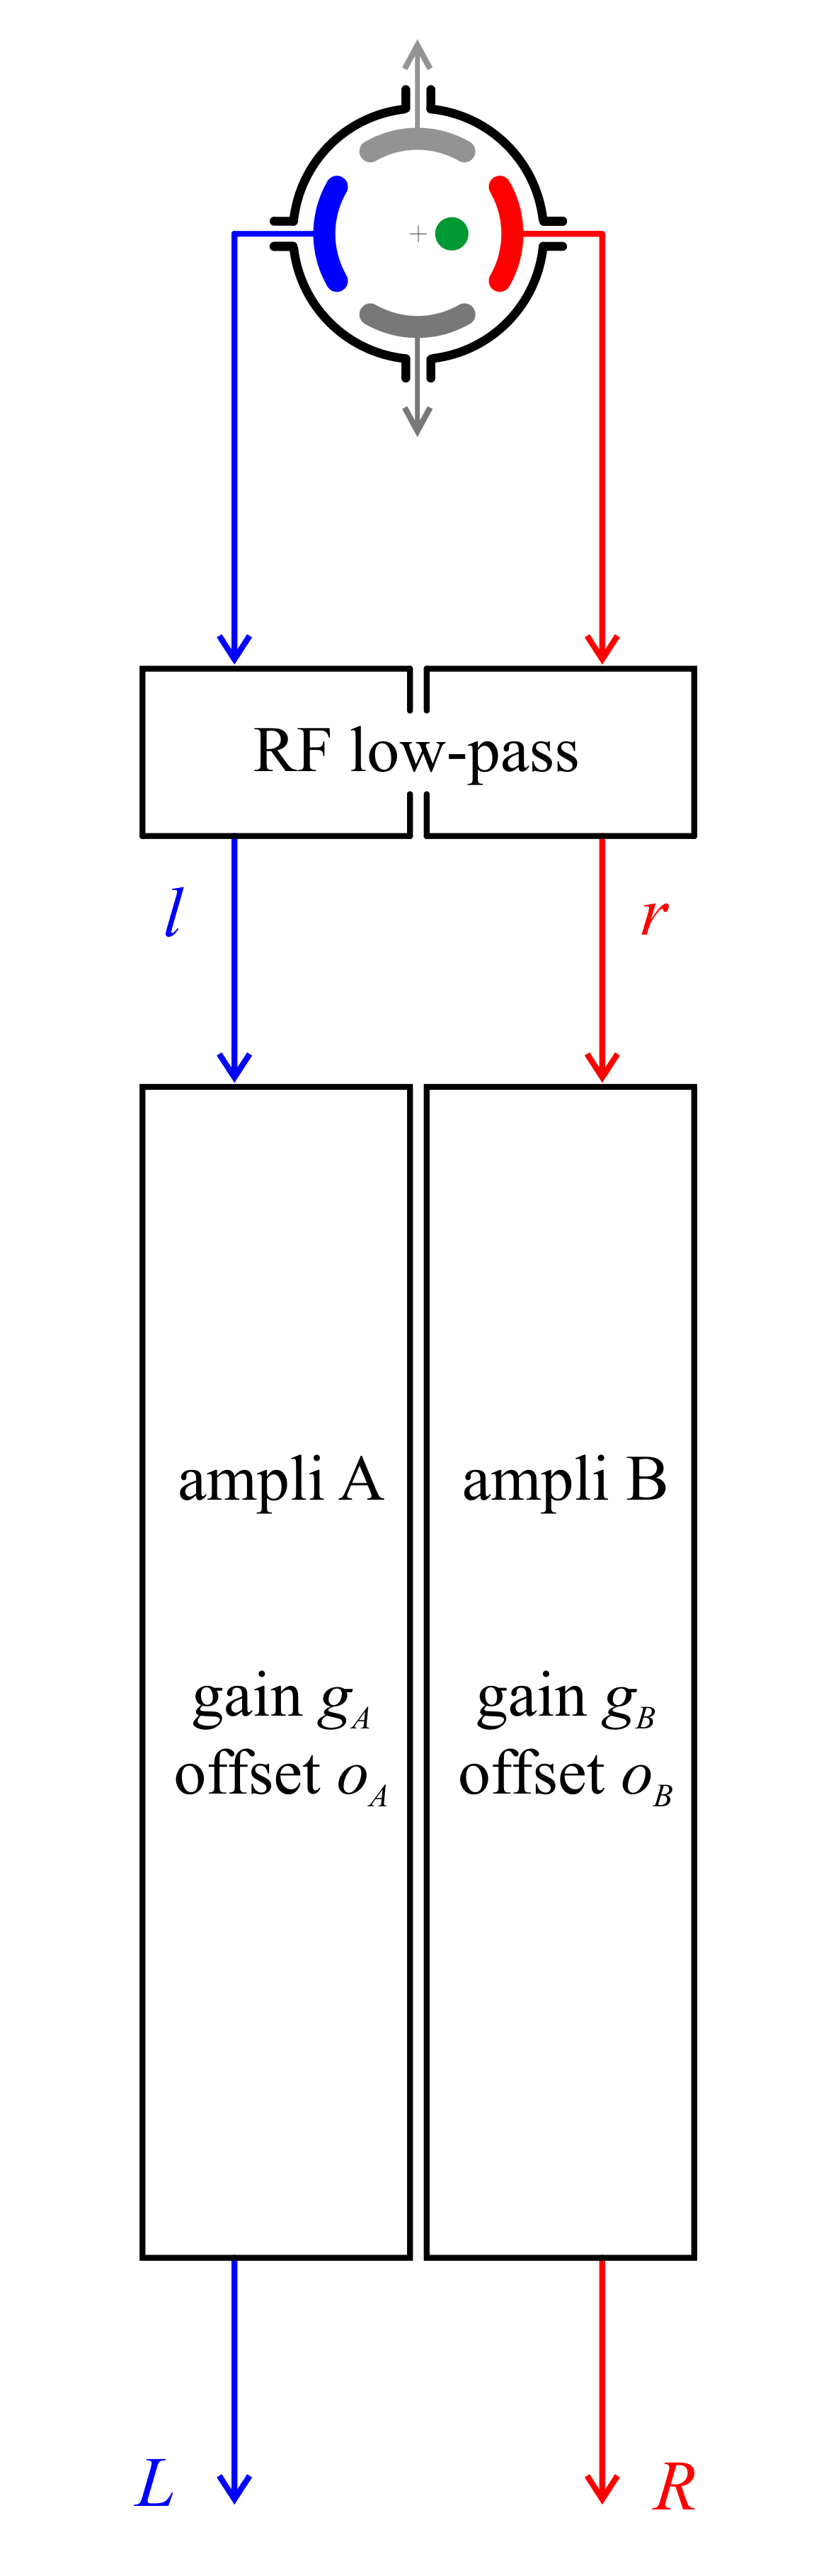 RF low-pass
l
r
ampli A
ampli B
gain g_A
offset o_A
gain g_B
offset o_B
L
R